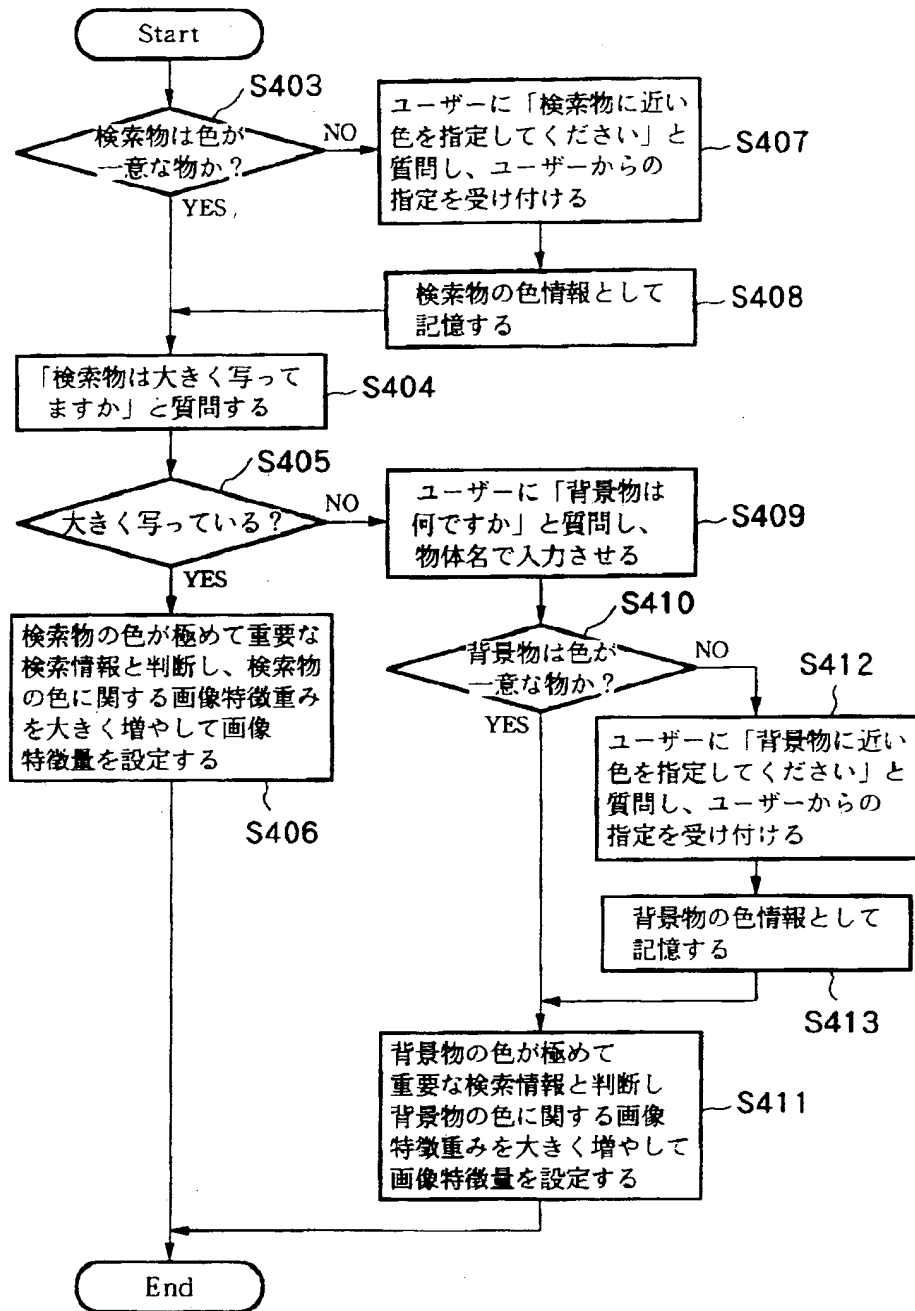 Start
S403
検索物は色が
一意な物か？
NO
YES
ユーザーに「検索物に近い
色を指定してください」と
質問し、ユーザーからの
指定を受け付ける
S407
検索物の色情報として
記憶する
S408
「検索物は大きく写って
ますか」と質問する
S404
S405
大きく写っている？
NO
YES
ユーザーに「背景物は
何ですか」と質問し、
物体名で入力させる
S409
検索物の色が極めて重要な
検索情報と判断し、検索物
の色に関する画像特徴重み
を大きく増やして画像
特徴量を設定する
S406
S410
背景物は色が
一意な物か？
NO
YES
S412
ユーザーに「背景物に近い
色を指定してください」と
質問し、ユーザーからの
指定を受け付ける
背景物の色情報として
記憶する
S413
背景物の色が極めて
重要な検索情報と判断し
背景物の色に関する画像
特徴重みを大きく増やして
画像特徴量を設定する
S411
End